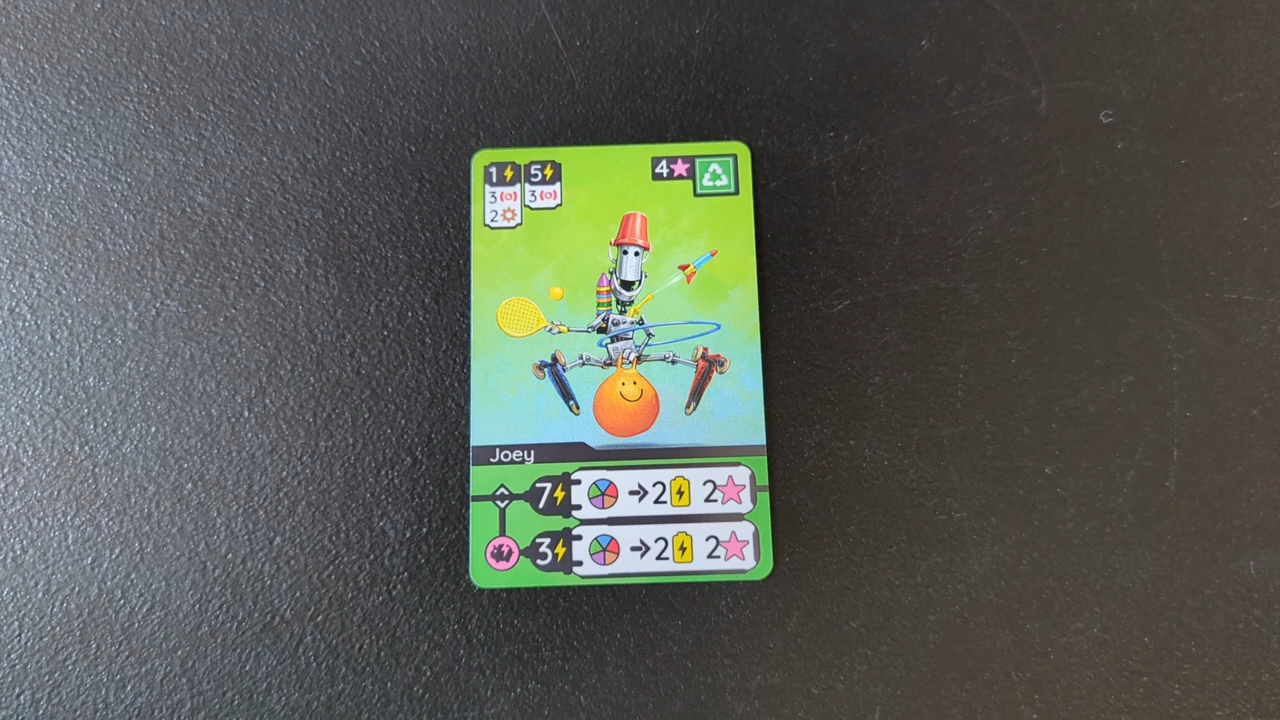 1 5 4
3 3
2
Joey
7 → 2 2
3 → 2 2